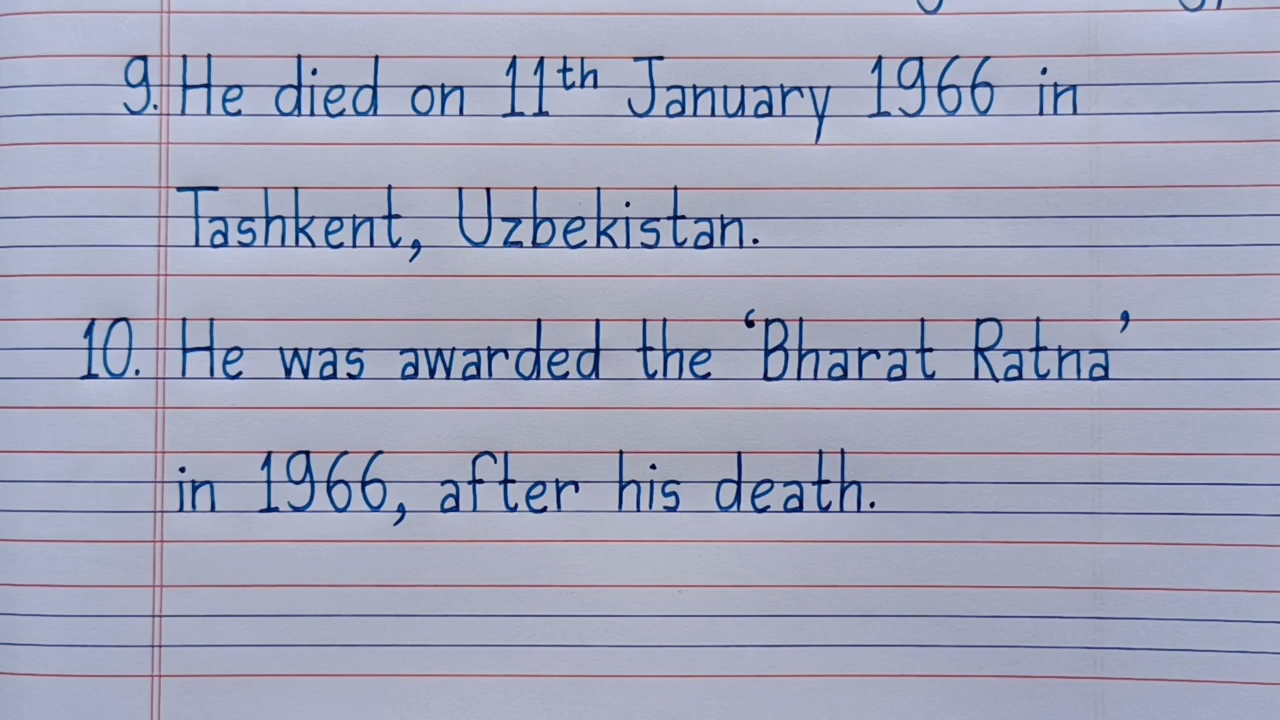 9. He died on 11th January 1966 in
Tashkent, Uzbekistan.
10. He was awarded the ‘Bharat Ratna’
in 1966, after his death.